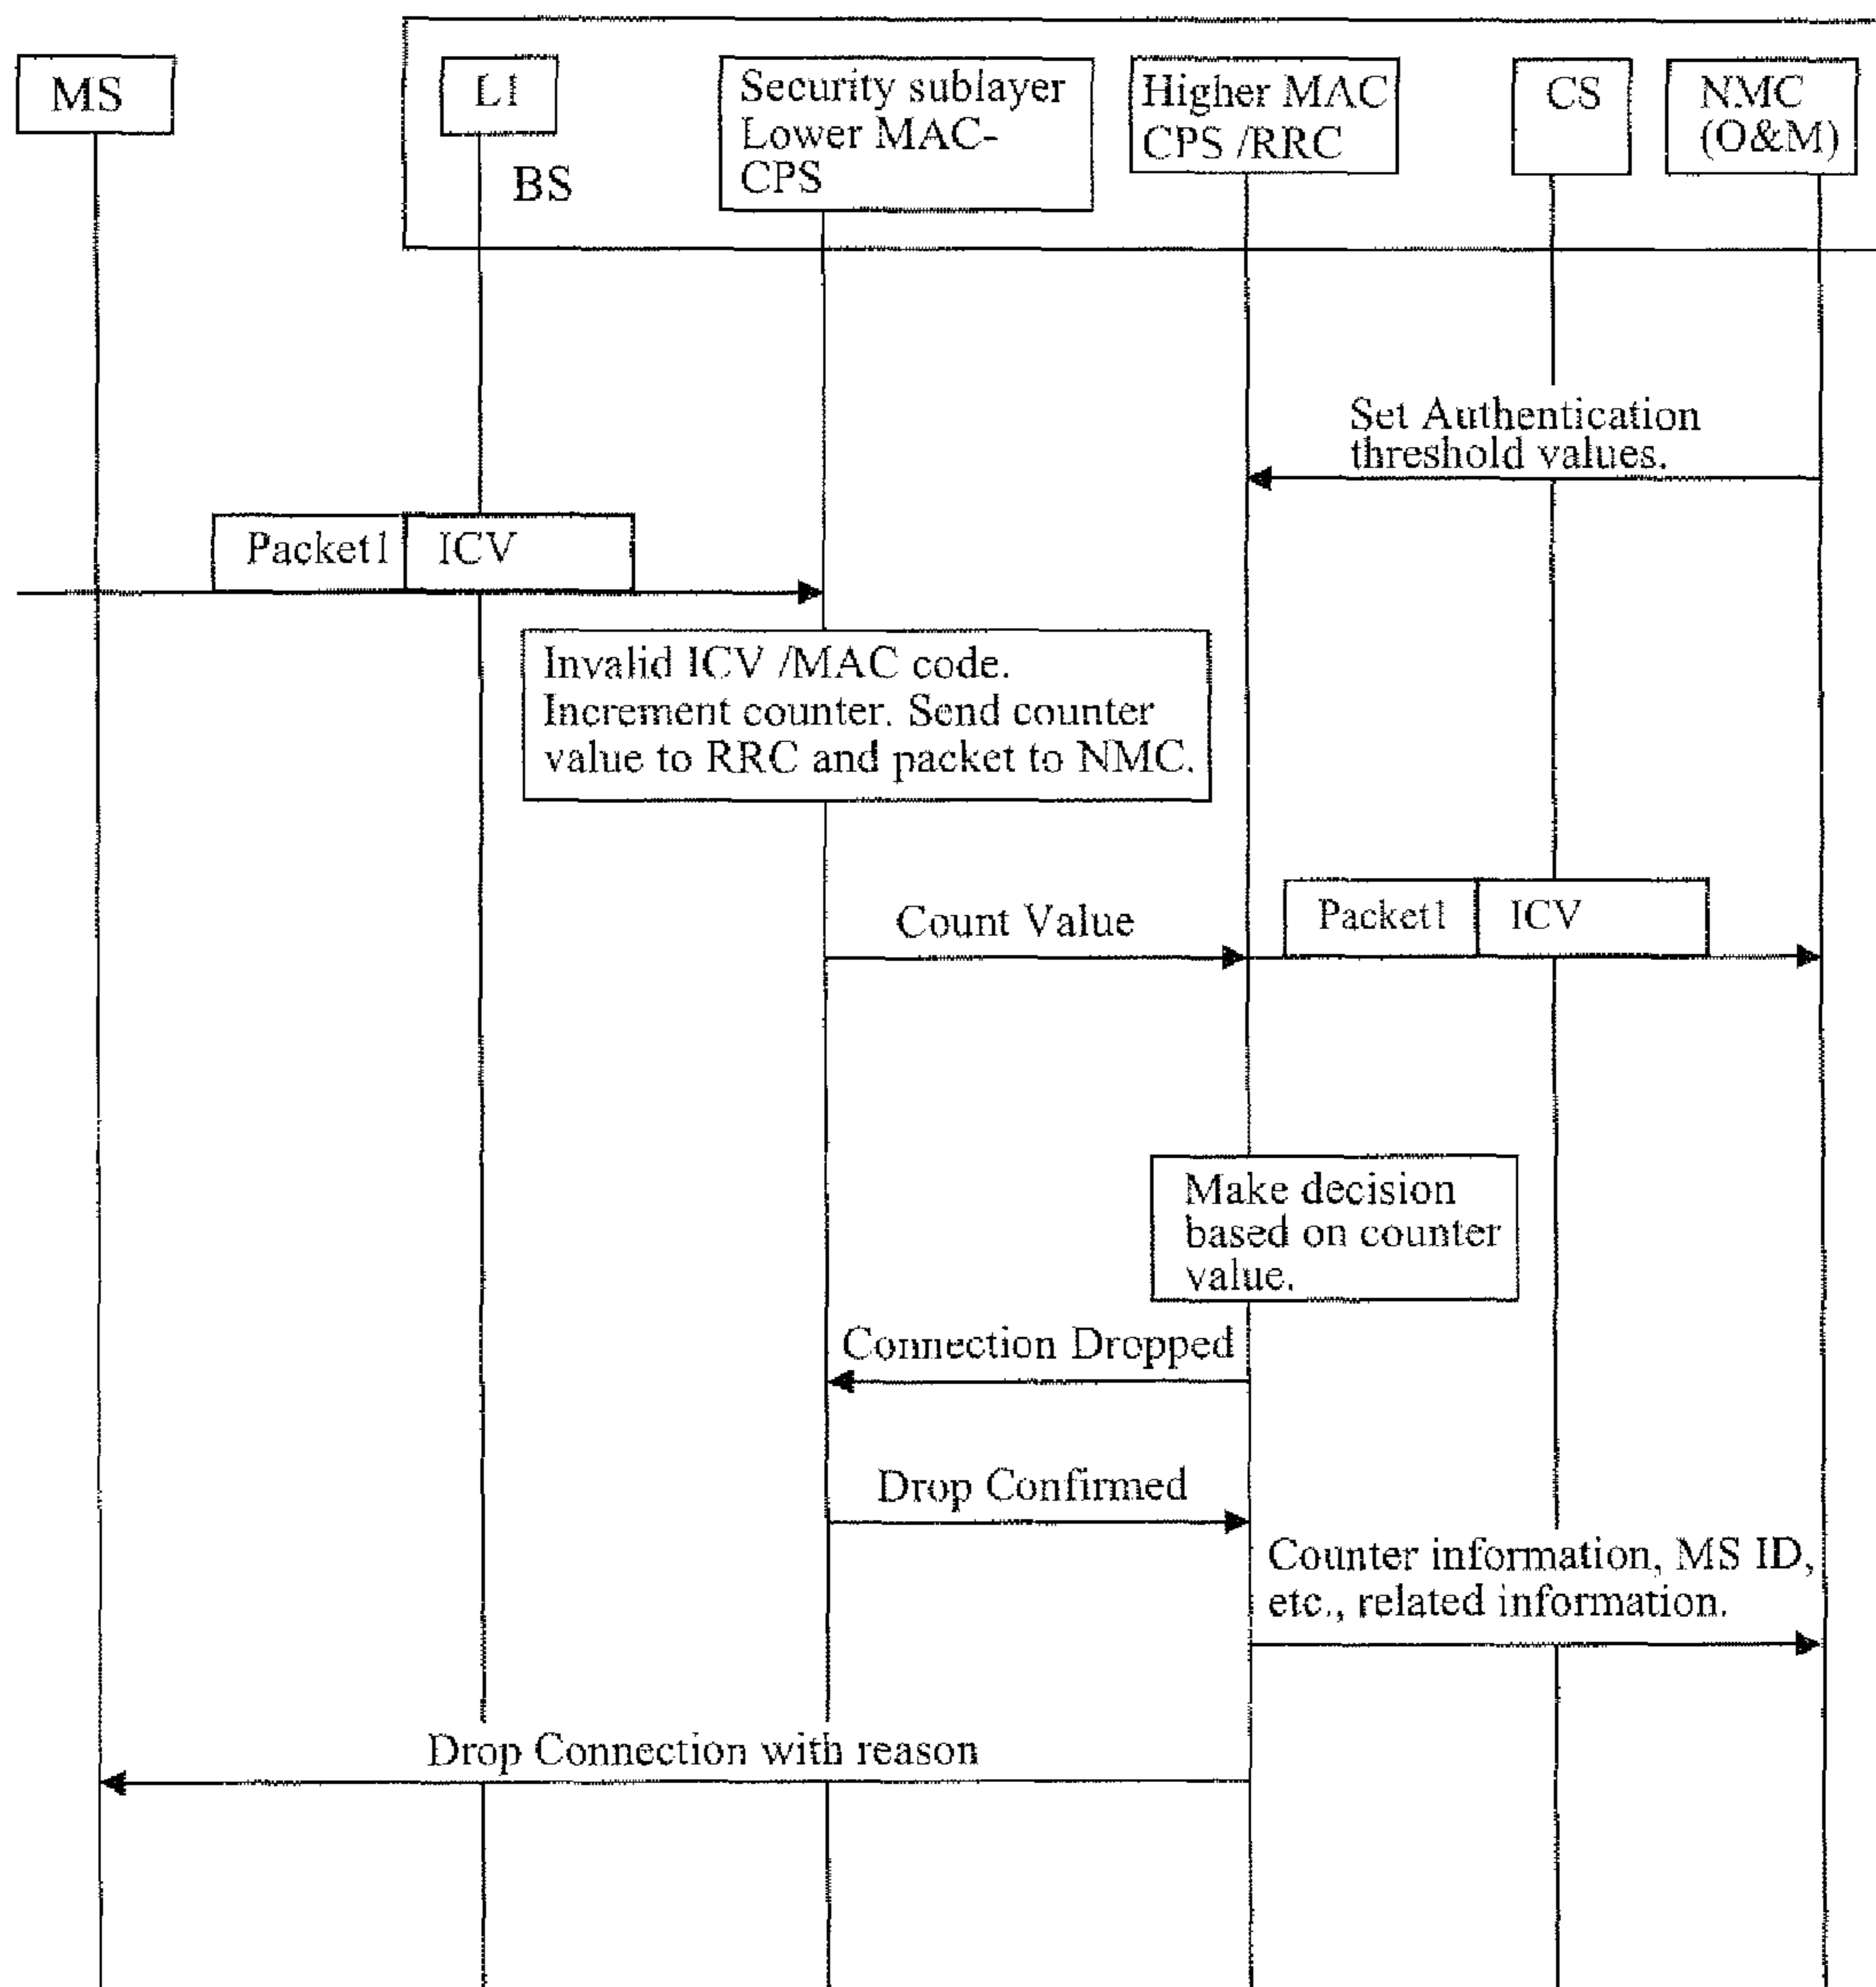 MS
L1
BS
Security sublayer
Lower MAC-
CPS
Higher MAC
CPS /RRC
CS
NMC
(O&M)
Set Authentication
threshold values.
Packet1
ICV
Invalid ICV /MAC code.
Increment counter. Send counter
value to RRC and packet to NMC.
Count Value
Packet1
ICV
Make decision
based on counter
value.
Connection Dropped
Drop Confirmed
Counter information, MS ID,
etc., related information.
Drop Connection with reason